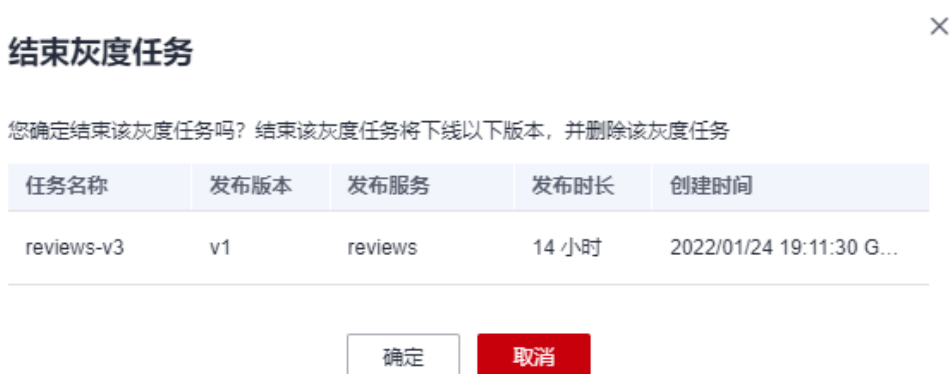 结束灰度任务
您确定结束该灰度任务吗？结束该灰度任务将下线以下版本，并删除该灰度任务
任务名称 发布版本 发布服务 发布时长 创建时间
reviews-v3 v1 reviews 14 小时 2022/01/24 19:11:30 G...
确定 取消